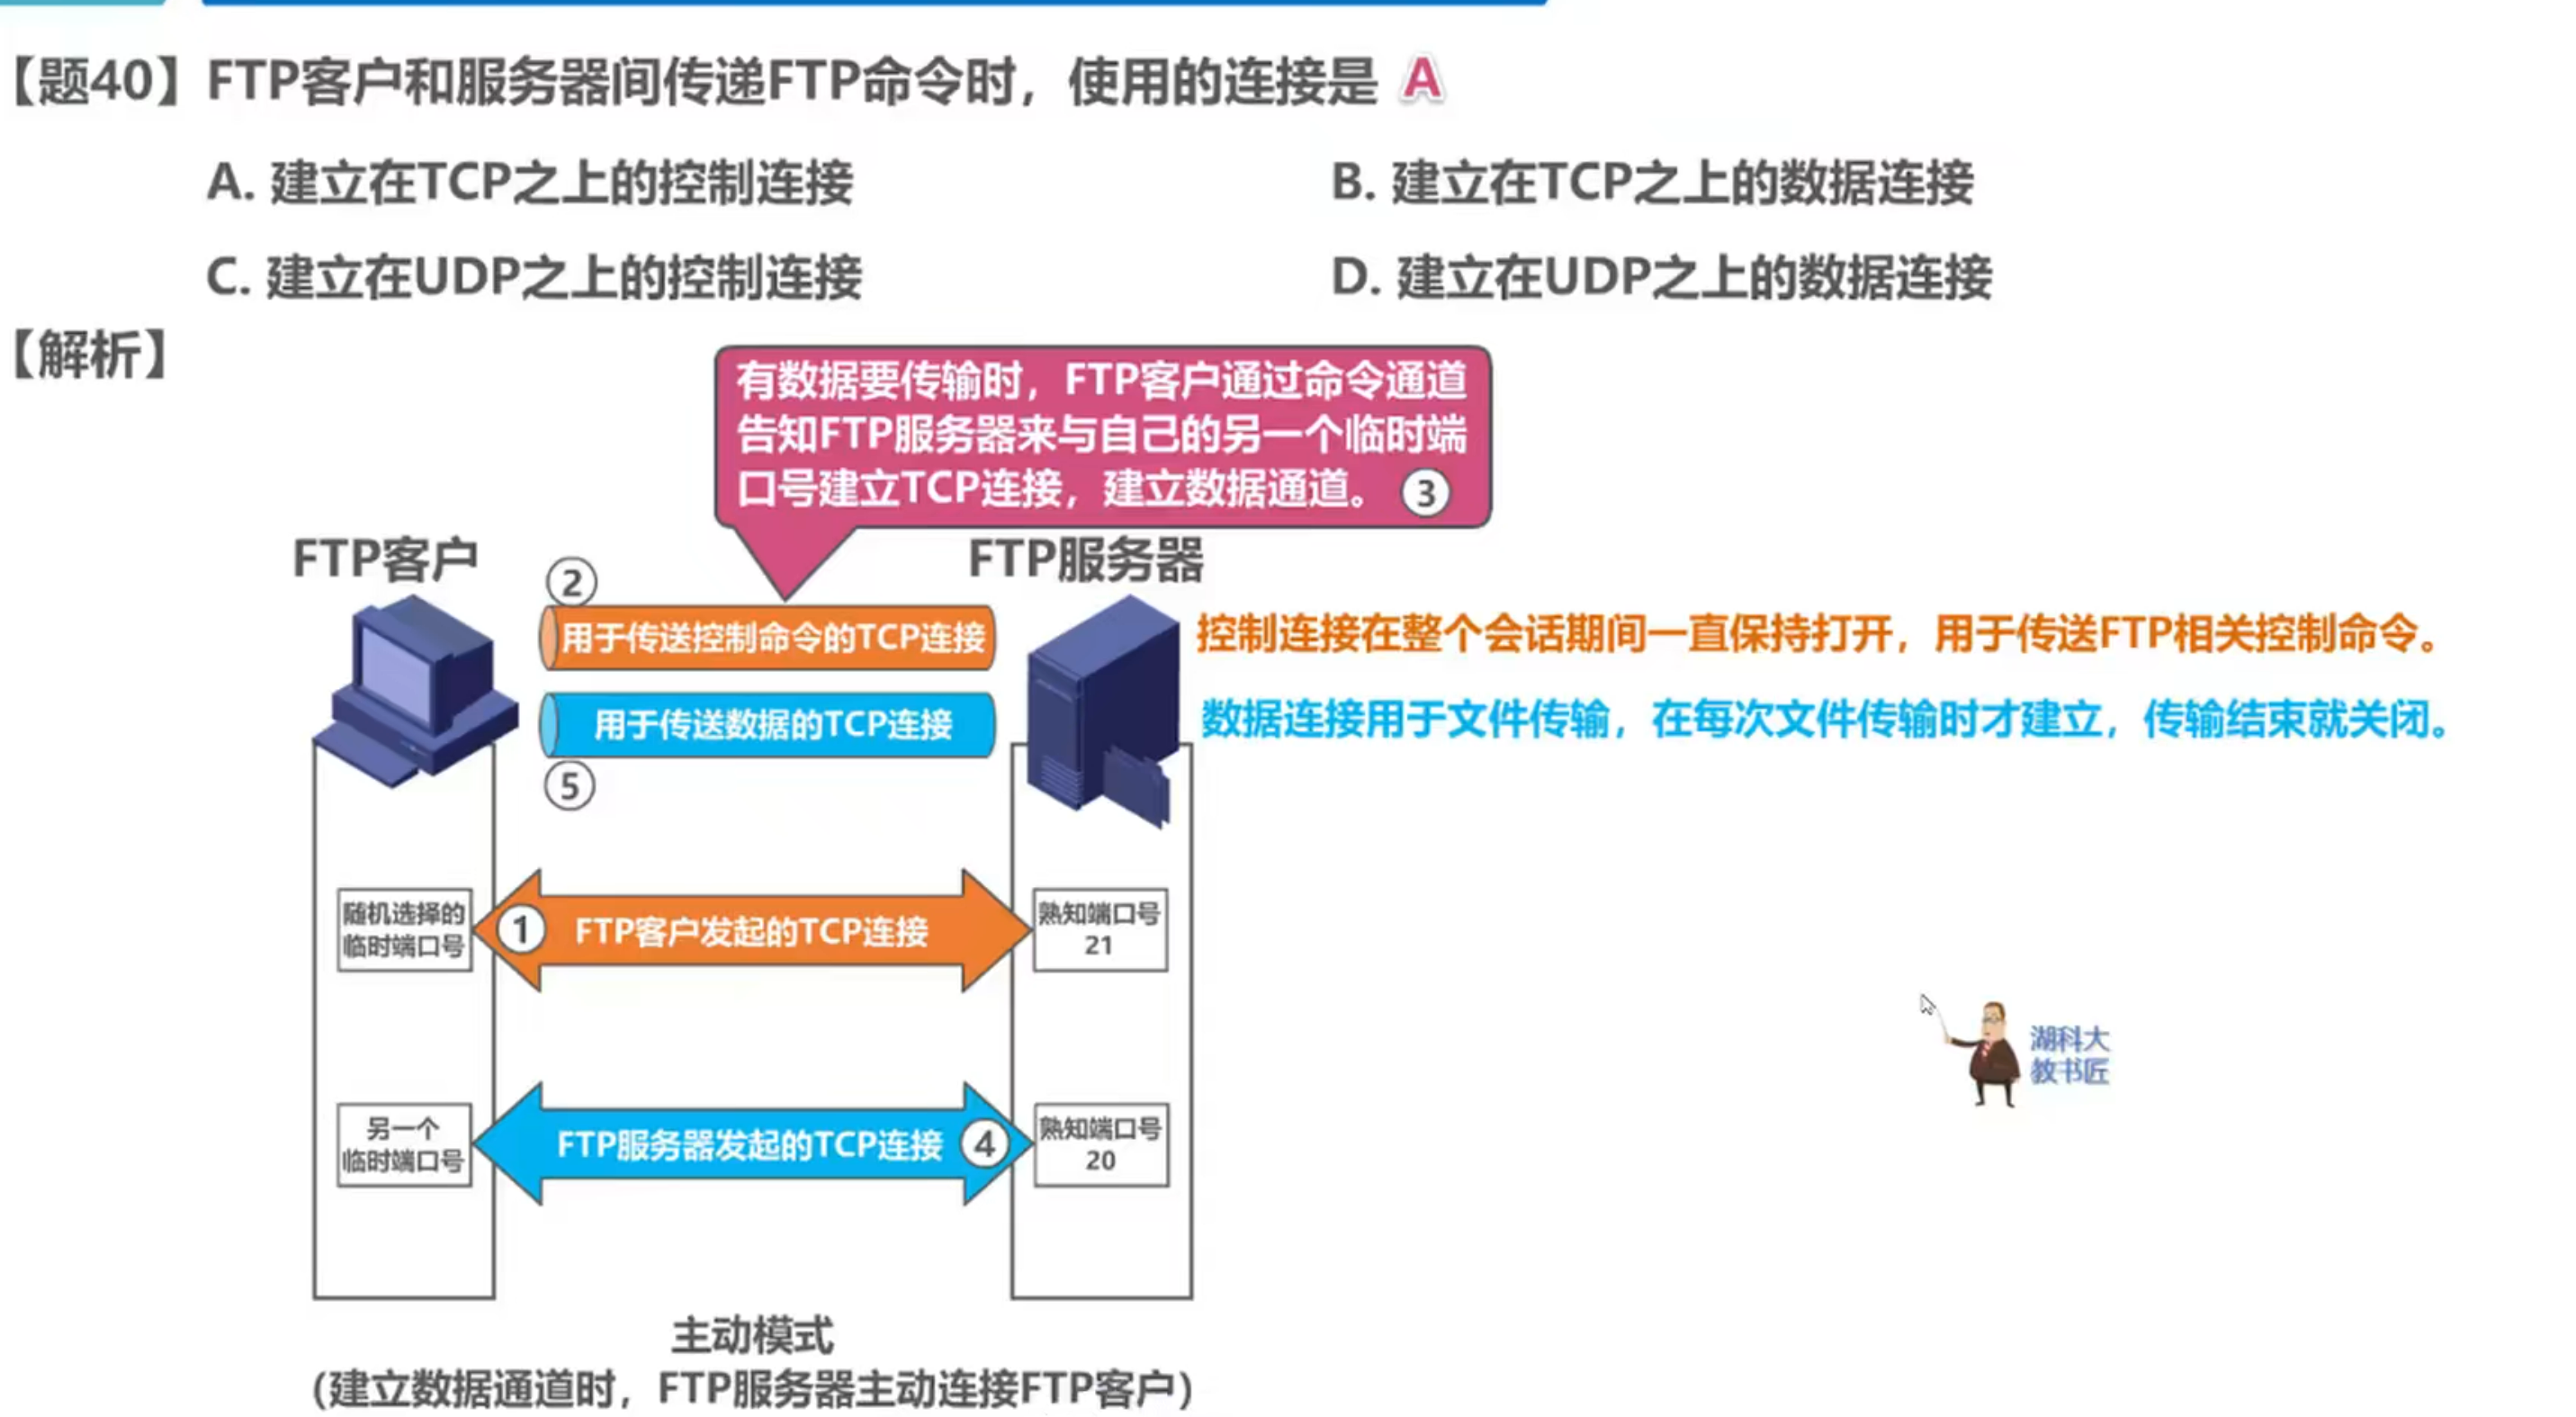 【题40】FTP客户和服务器间传递FTP命令时，使用的连接是 A
A. 建立在TCP之上的控制连接
B. 建立在TCP之上的数据连接
C. 建立在UDP之上的控制连接
D. 建立在UDP之上的数据连接
【解析】
有数据要传输时，FTP客户通过命令通道
告知FTP服务器来与自己的另一个临时端
口号建立TCP连接，建立数据通道。 ③
FTP客户
FTP服务器
②
用于传送控制命令的TCP连接
控制连接在整个会话期间一直保持打开，用于传送FTP相关控制命令。
用于传送数据的TCP连接
数据连接用于文件传输，在每次文件传输时才建立，传输结束就关闭。
⑤
随机选择的
临时端口号
① FTP客户发起的TCP连接
熟知端口号
21
湖科大
教书匠
另一个
临时端口号
FTP服务器发起的TCP连接 ④
熟知端口号
20
主动模式
(建立数据通道时，FTP服务器主动连接FTP客户)